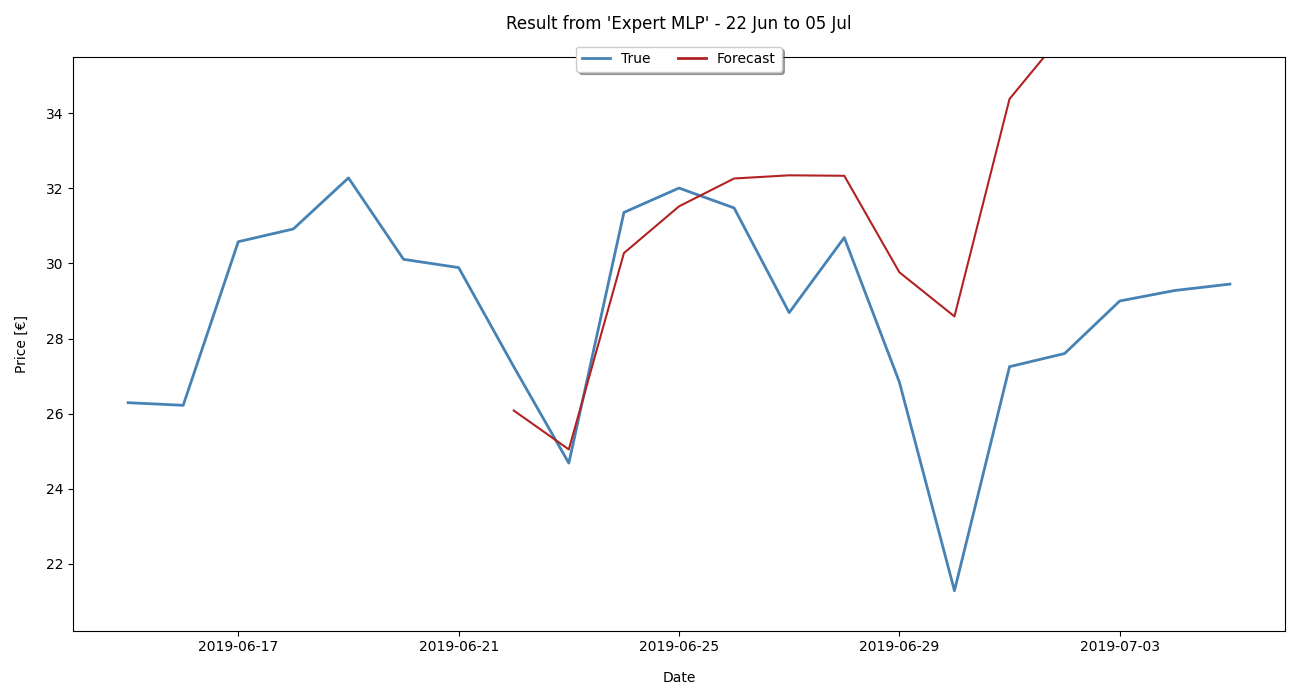 Result from 'Expert MLP' - 22 Jun to 05 Jul
True
Forecast
34
32
30
28
26
24
22
Price [€]
2019-06-17
2019-06-21
2019-06-25
2019-06-29
2019-07-03
Date